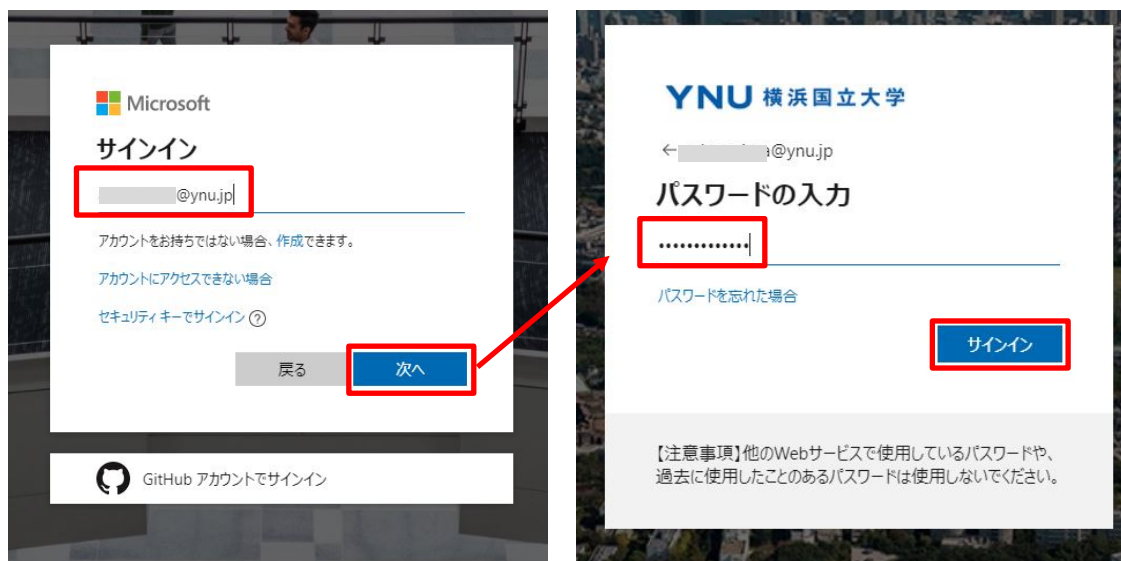 Microsoft
サインイン
@ynu.jp
アカウントをお持ちではない場合、作成できます。
アカウントにアクセスできない場合
セキュリティ キーでサインイン
戻る
次へ
GitHub アカウントでサインイン
YNU 横浜国立大学
a@ynu.jp
パスワードの入力
•••••••••••••
パスワードを忘れた場合
サインイン
【注意事項】他のWebサービスで使用しているパスワードや、
過去に使用したことのあるパスワードは使用しないでください。